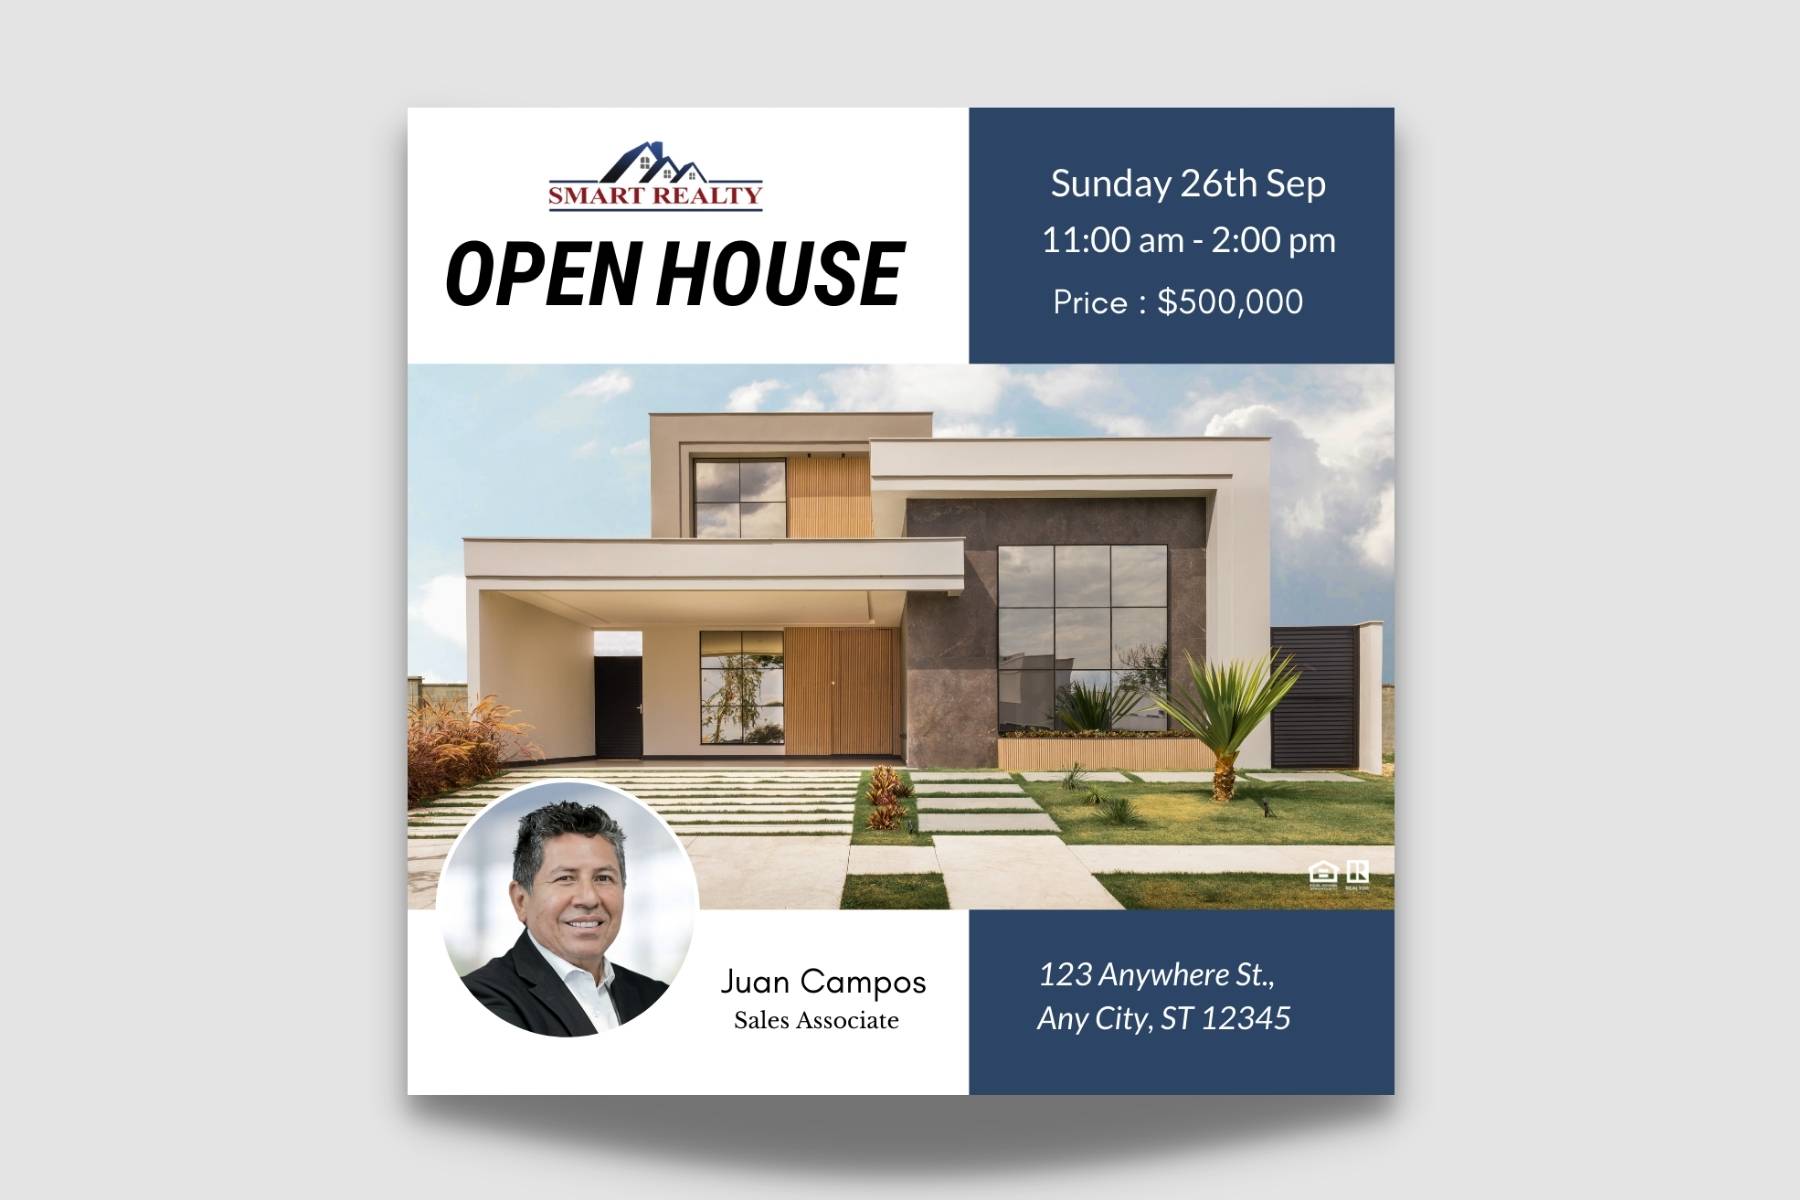 SMART REALTY
OPEN HOUSE
Sunday 26th Sep
11:00 am - 2:00 pm
Price : $500,000
Juan Campos
Sales Associate
123 Anywhere St.,
Any City, ST 12345